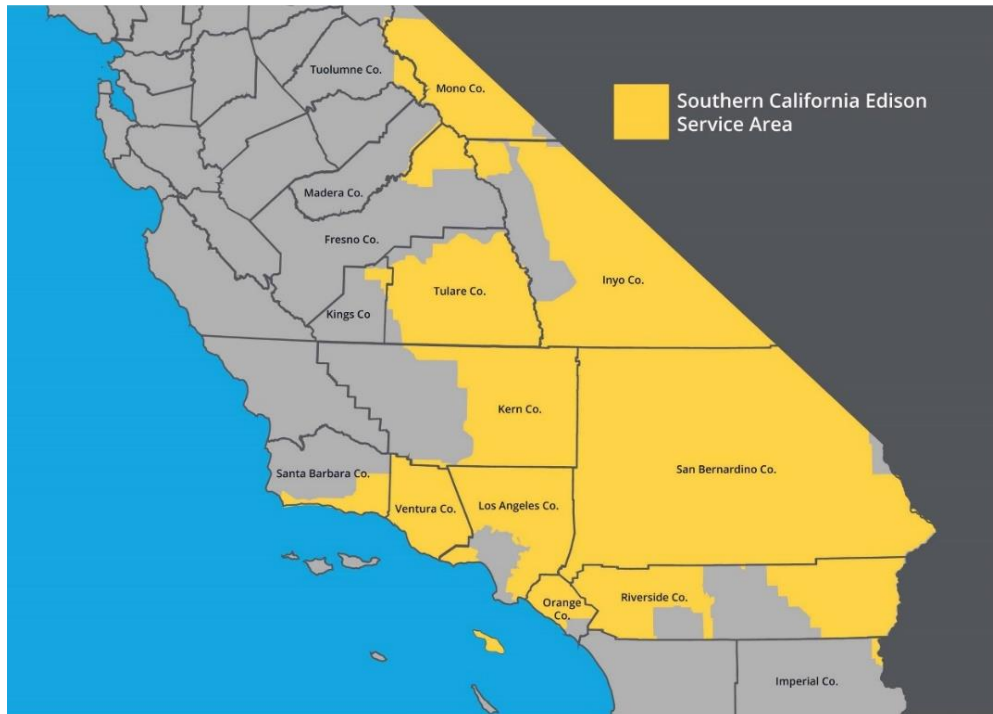 Tuolumne Co.
Mono Co.
Southern California Edison
Service Area
Madera Co.
Fresno Co.
Inyo Co.
Tulare Co.
Kings Co
Kern Co.
San Bernardino Co.
Santa Barbara Co.
Ventura Co.
Los Angeles Co.
Orange
Co.
Riverside Co.
Imperial Co.